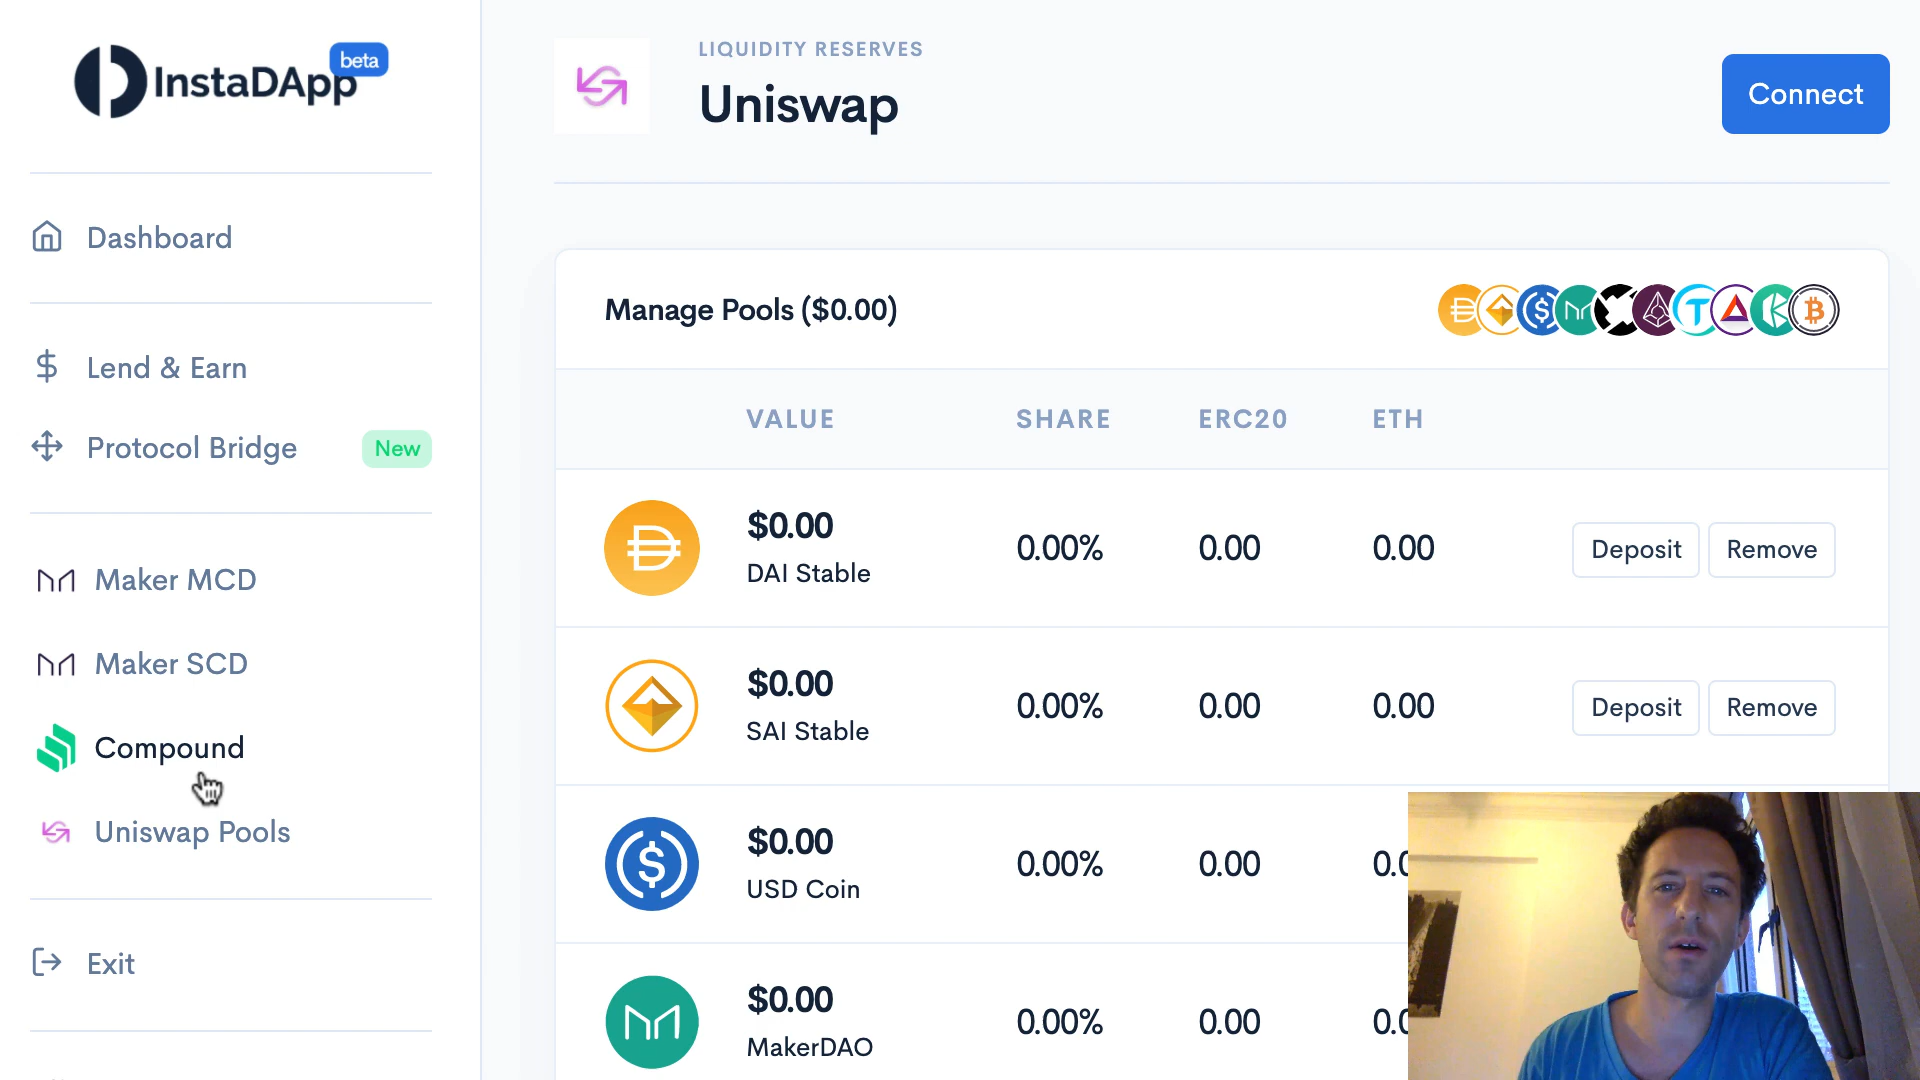 InstaDApp beta
Dashboard
Lend & Earn
Protocol Bridge New
Maker MCD
Maker SCD
Compound
Uniswap Pools
Exit
LIQUIDITY RESERVES
Uniswap
Connect
Manage Pools ($0.00)
VALUE SHARE ERC20 ETH
$0.00
DAI Stable
0.00% 0.00 0.00 Deposit Remove
$0.00
SAI Stable
0.00% 0.00 0.00 Deposit Remove
$0.00
USD Coin
0.00% 0.00
$0.00
MakerDAO
0.00% 0.00